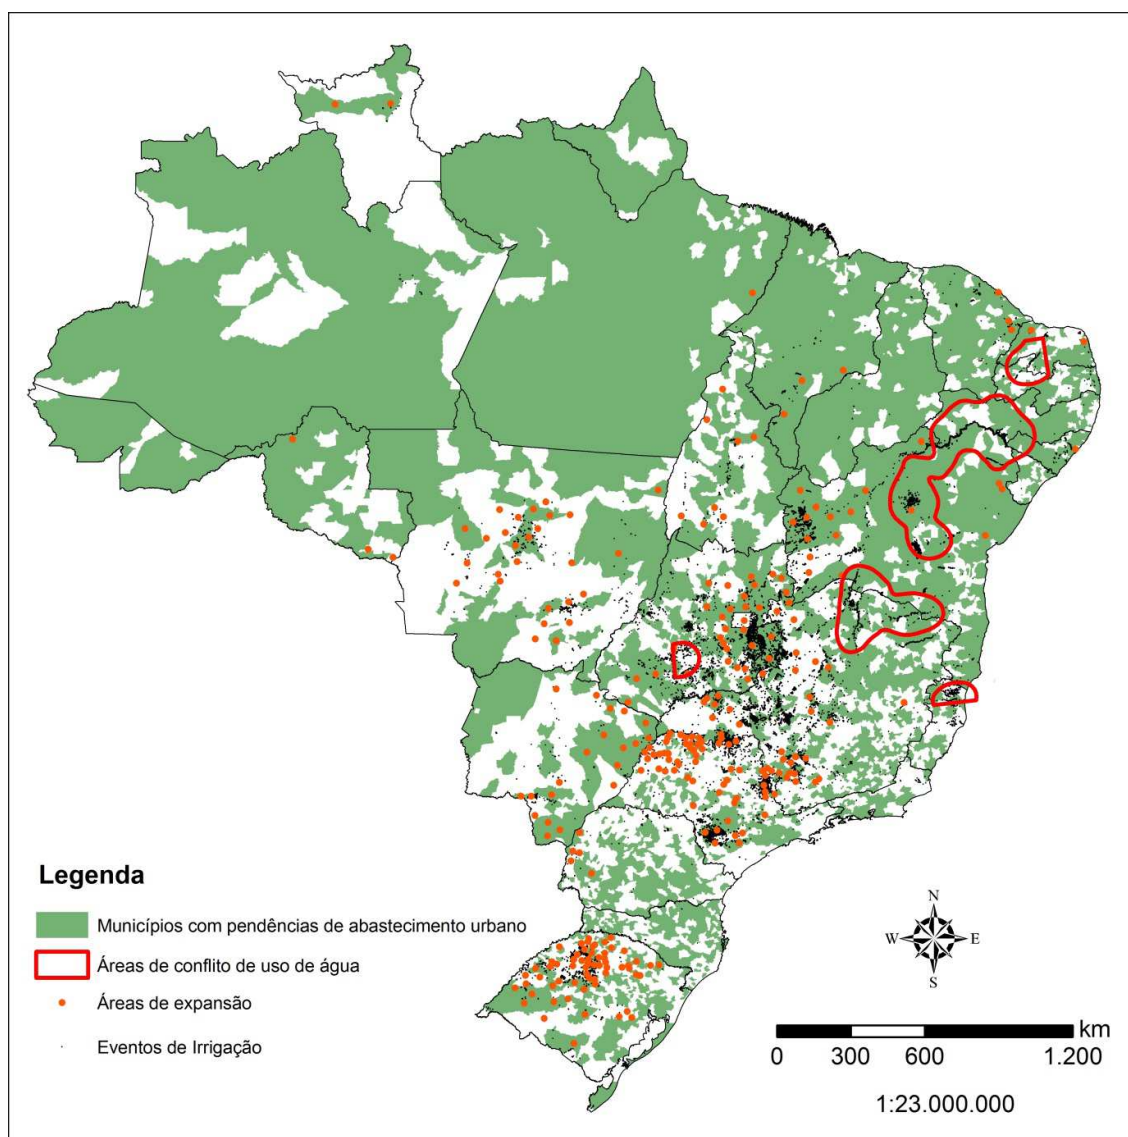 Legenda
Municípios com pendências de abastecimento urbano
Áreas de conflito de uso de água
Áreas de expansão
Eventos de Irrigação
N
W E
S
km
0 300 600 1.200
1:23.000.000